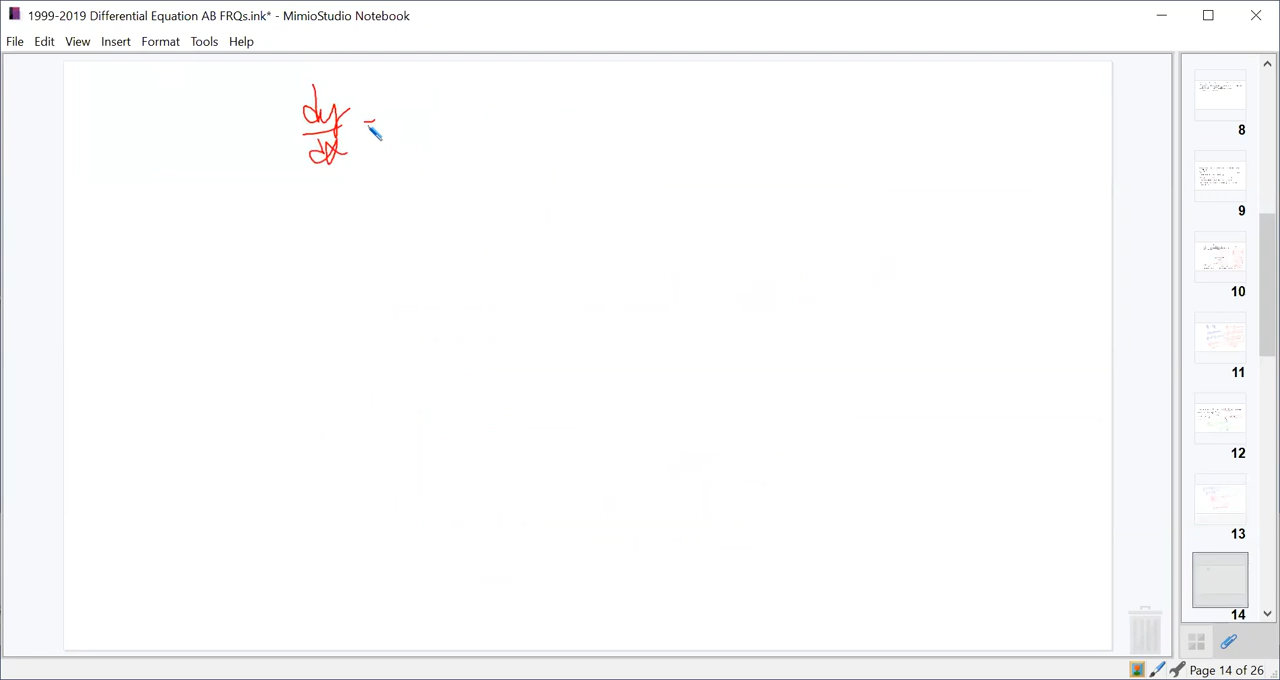 1999-2019 Differential Equation AB FRQs.ink* - MimioStudio Notebook
File Edit View Insert Format Tools Help
dy
dx
8
9
10
11
12
13
14
Page 14 of 26